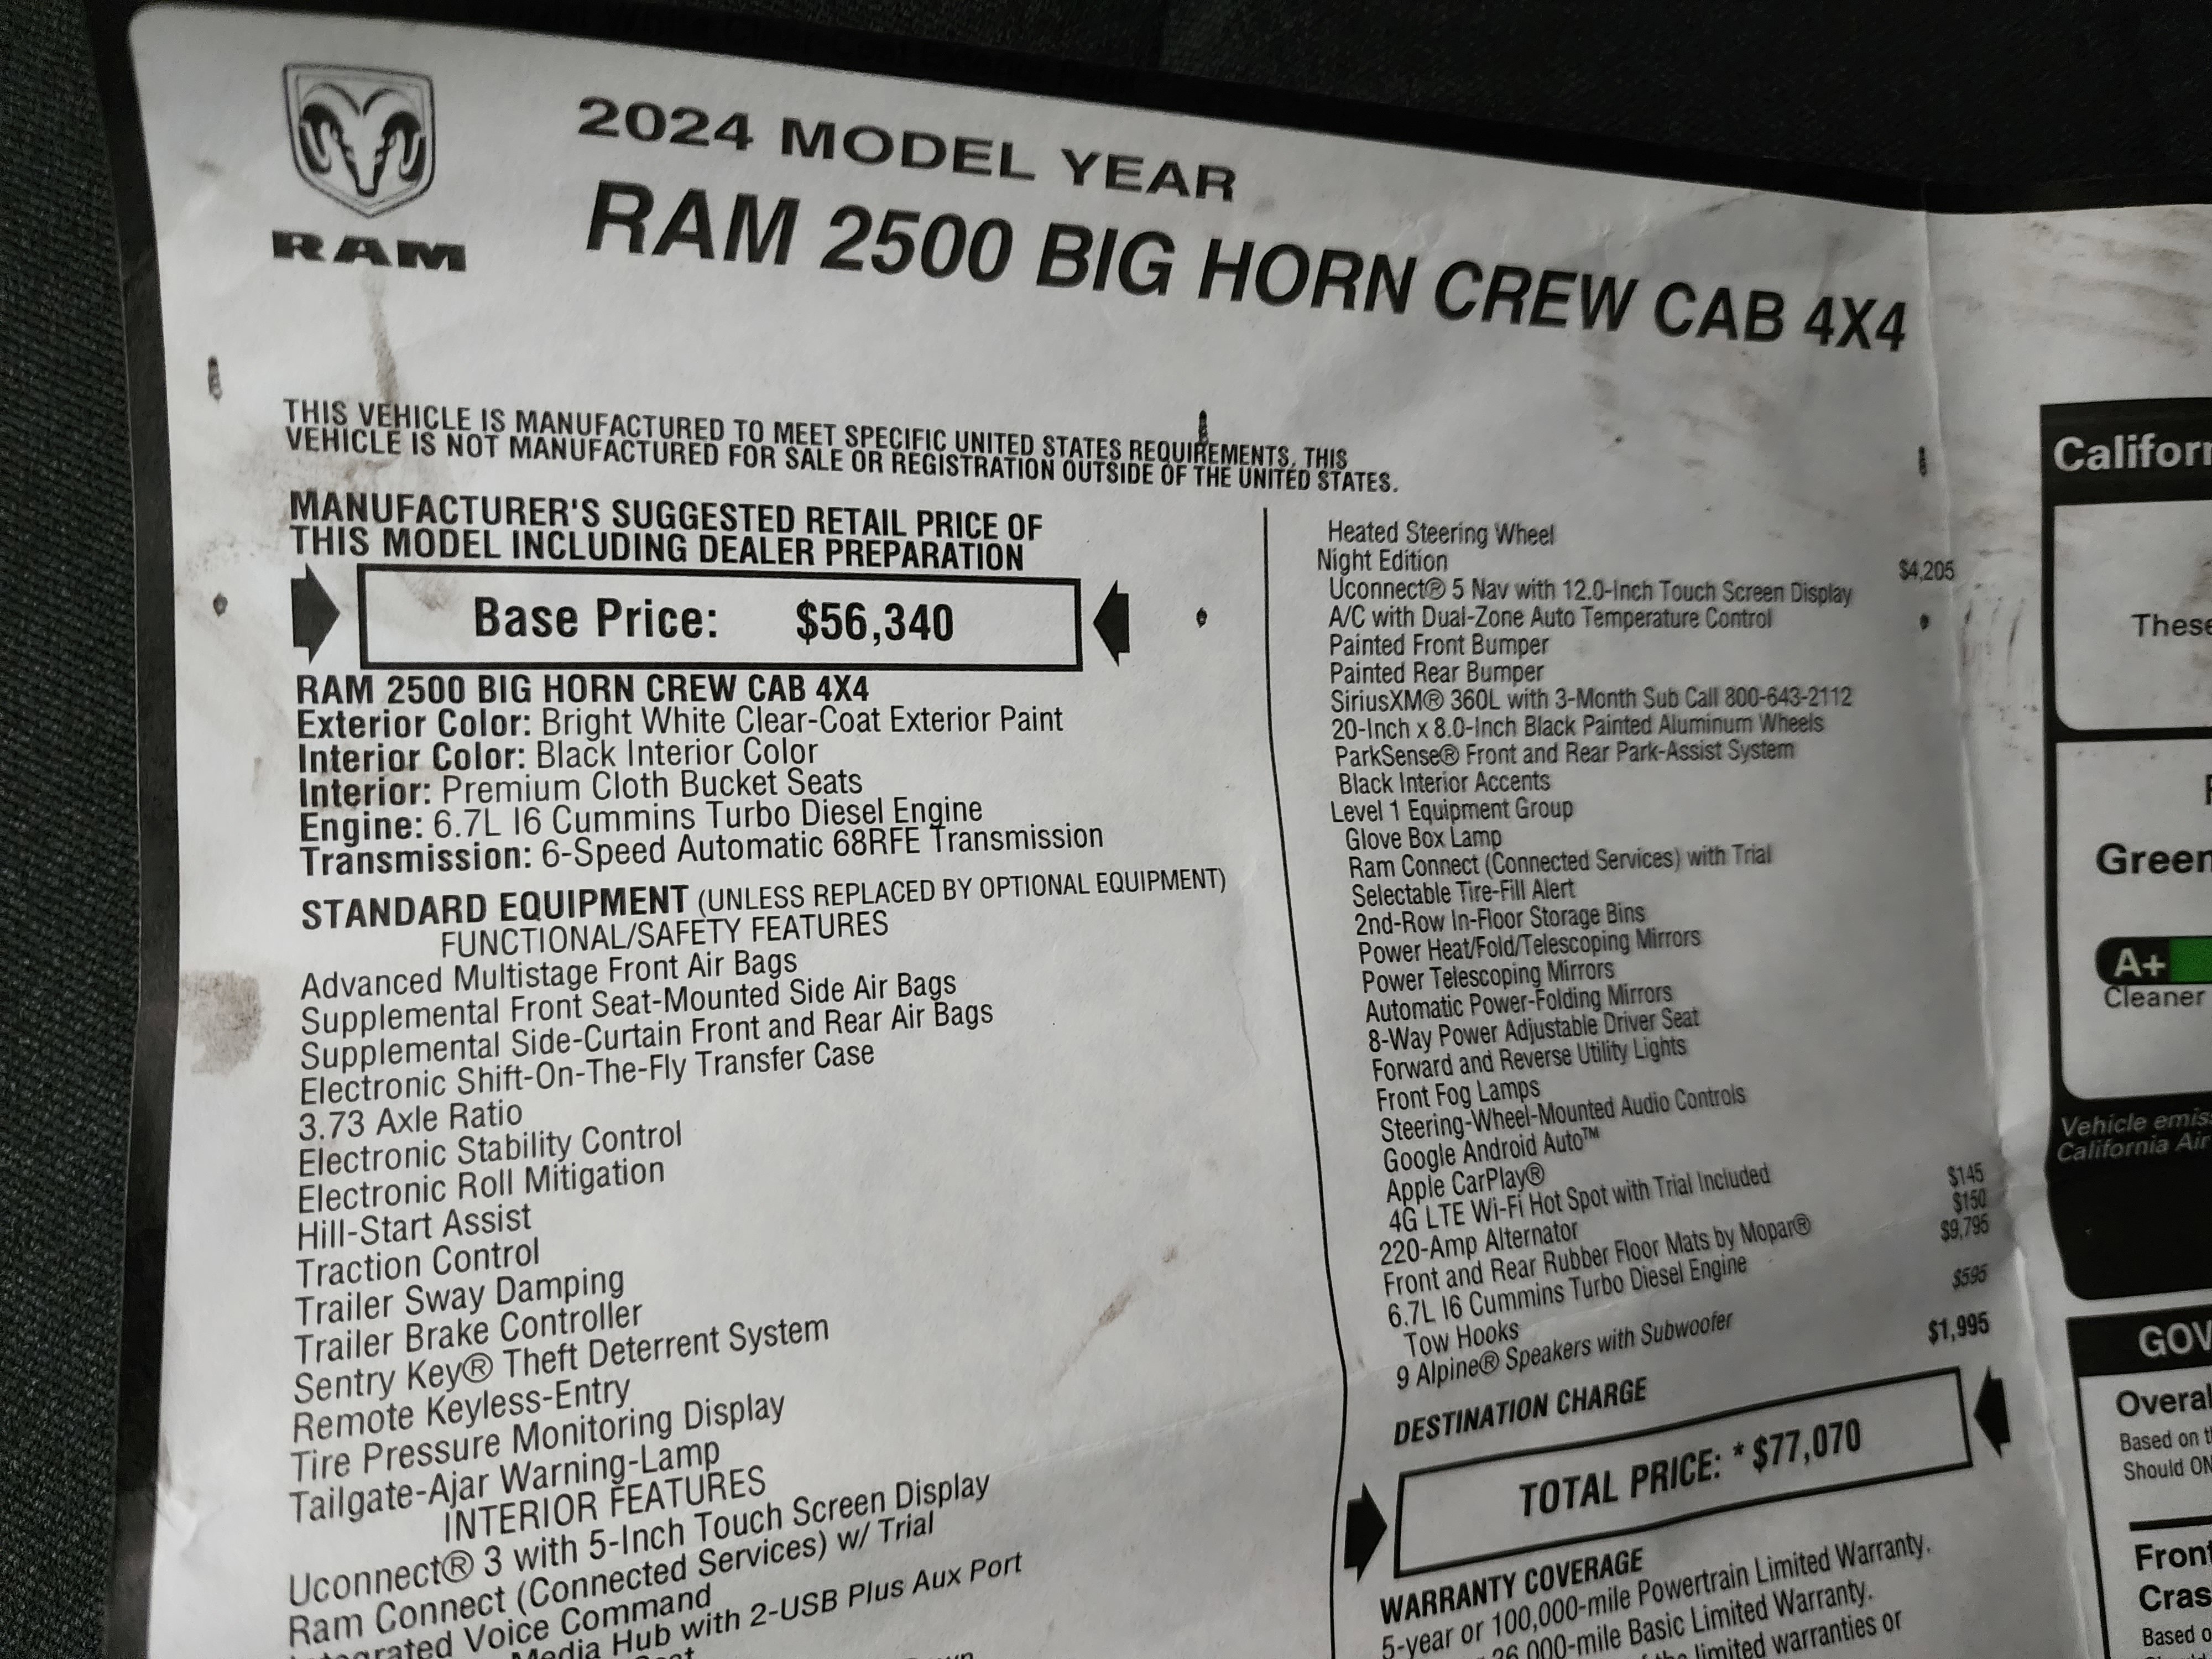 RAM
2024 MODEL YEAR
RAM 2500 BIG HORN CREW CAB 4X4
THIS VEHICLE IS MANUFACTURED TO MEET SPECIFIC UNITED STATES REQUIREMENTS. THIS
VEHICLE IS NOT MANUFACTURED FOR SALE OR REGISTRATION OUTSIDE OF THE UNITED STATES.
MANUFACTURER'S SUGGESTED RETAIL PRICE OF
THIS MODEL INCLUDING DEALER PREPARATION
Base Price: $56,340
RAM 2500 BIG HORN CREW CAB 4X4
Exterior Color: Bright White Clear-Coat Exterior Paint
Interior Color: Black Interior Color
Interior: Premium Cloth Bucket Seats
Engine: 6.7L I6 Cummins Turbo Diesel Engine
Transmission: 6-Speed Automatic 68RFE Transmission
STANDARD EQUIPMENT (UNLESS REPLACED BY OPTIONAL EQUIPMENT)
FUNCTIONAL/SAFETY FEATURES
Advanced Multistage Front Air Bags
Supplemental Front Seat-Mounted Side Air Bags
Supplemental Side-Curtain Front and Rear Air Bags
Electronic Shift-On-The-Fly Transfer Case
3.73 Axle Ratio
Electronic Stability Control
Electronic Roll Mitigation
Hill-Start Assist
Traction Control
Trailer Sway Damping
Trailer Brake Controller
Sentry Key® Theft Deterrent System
Remote Keyless-Entry
Tire Pressure Monitoring Display
Tailgate-Ajar Warning-Lamp
INTERIOR FEATURES
Uconnect® 3 with 5-Inch Touch Screen Display
Ram Connect (Connected Services) w/ Trial
Voice Command
Media Hub with 2-USB Plus Aux Port
Heated Steering Wheel
Night Edition $4,205
Uconnect® 5 Nav with 12.0-Inch Touch Screen Display
A/C with Dual-Zone Auto Temperature Control
Painted Front Bumper
Painted Rear Bumper
SiriusXM® 360L with 3-Month Sub Call 800-643-2112
20-Inch x 8.0-Inch Black Painted Aluminum Wheels
ParkSense® Front and Rear Park-Assist System
Black Interior Accents
Level 1 Equipment Group
Glove Box Lamp
Ram Connect (Connected Services) with Trial
Selectable Tire-Fill Alert
2nd-Row In-Floor Storage Bins
Power Heat/Fold/Telescoping Mirrors
Power Telescoping Mirrors
Automatic Power-Folding Mirrors
8-Way Power Adjustable Driver Seat
Forward and Reverse Utility Lights
Front Fog Lamps
Steering-Wheel-Mounted Audio Controls
Google Android Auto™
Apple CarPlay®
4G LTE Wi-Fi Hot Spot with Trial Included
220-Amp Alternator $145
Front and Rear Rubber Floor Mats by Mopar® $150
6.7L I6 Cummins Turbo Diesel Engine $9,795
Tow Hooks
9 Alpine® Speakers with Subwoofer $595
DESTINATION CHARGE $1,995
TOTAL PRICE: * $77,070
WARRANTY COVERAGE
5-year or 100,000-mile Powertrain Limited Warranty.
36,000-mile Basic Limited Warranty.
limited warranties or
These
Green
A+
Cleaner
Vehicle
California Air
GOV
Based on
Should